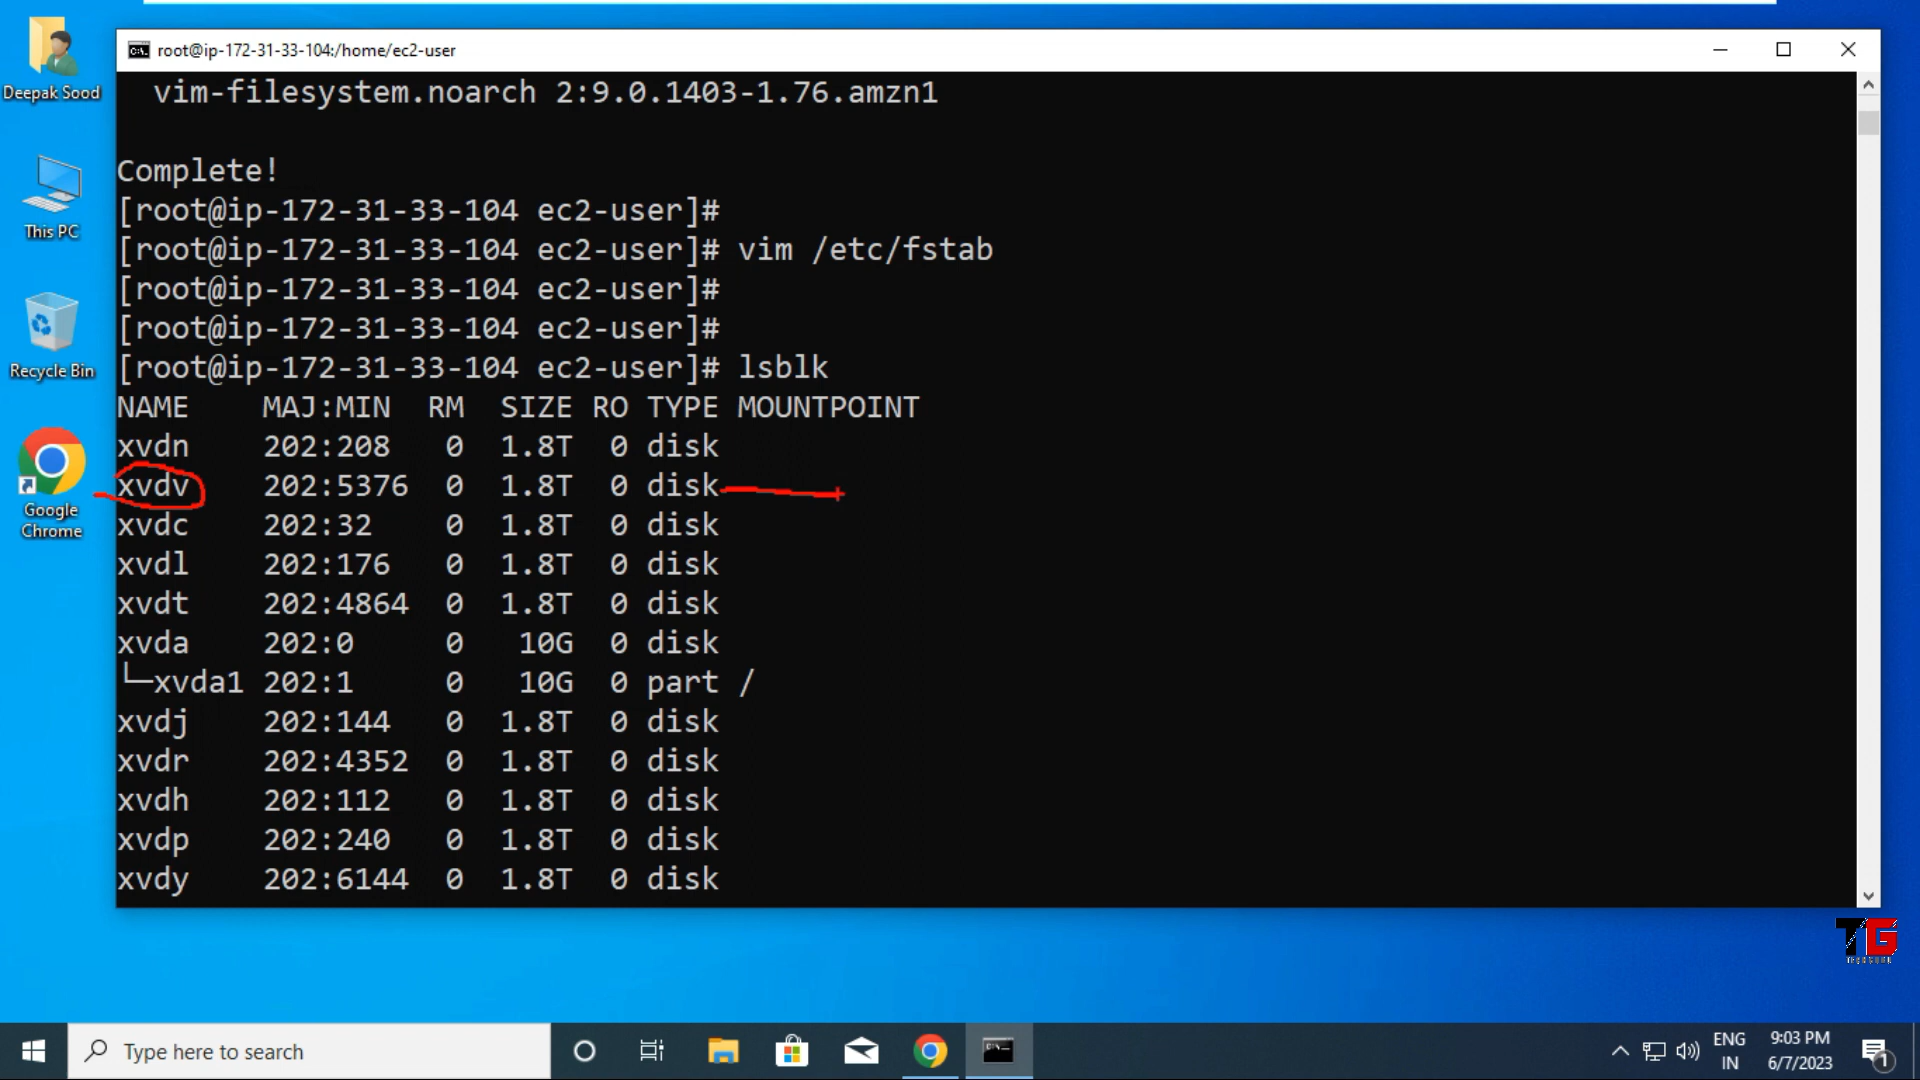 Deepak Sood
This PC
Recycle Bin
Google
Chrome
root@ip-172-31-33-104:/home/ec2-user
vim-filesystem.noarch 2:9.0.1403-1.76.amzn1
Complete!
[root@ip-172-31-33-104 ec2-user]#
[root@ip-172-31-33-104 ec2-user]# vim /etc/fstab
[root@ip-172-31-33-104 ec2-user]#
[root@ip-172-31-33-104 ec2-user]#
[root@ip-172-31-33-104 ec2-user]# lsblk
NAME MAJ:MIN RM SIZE RO TYPE MOUNTPOINT
xvdn 202:208 0 1.8T 0 disk
xvdv 202:5376 0 1.8T 0 disk
xvdc 202:32 0 1.8T 0 disk
xvdl 202:176 0 1.8T 0 disk
xvdt 202:4864 0 1.8T 0 disk
xvda 202:0 0 10G 0 disk
└─xvda1 202:1 0 10G 0 part /
xvdj 202:144 0 1.8T 0 disk
xvdr 202:4352 0 1.8T 0 disk
xvdh 202:112 0 1.8T 0 disk
xvdp 202:240 0 1.8T 0 disk
xvdy 202:6144 0 1.8T 0 disk
TG
Type here to search
ENG
IN
9:03 PM
6/7/2023
1